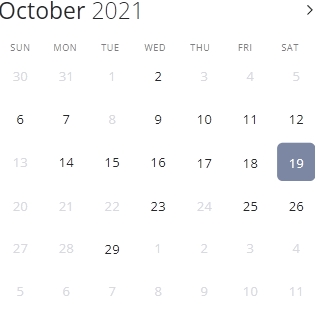 October 2021
SUN MON TUE WED THU FRI SAT
30 31 1 2 3 4 5
6 7 8 9 10 11 12
13 14 15 16 17 18 19
20 21 22 23 24 25 26
27 28 29 1 2 3 4
5 6 7 8 9 10 11